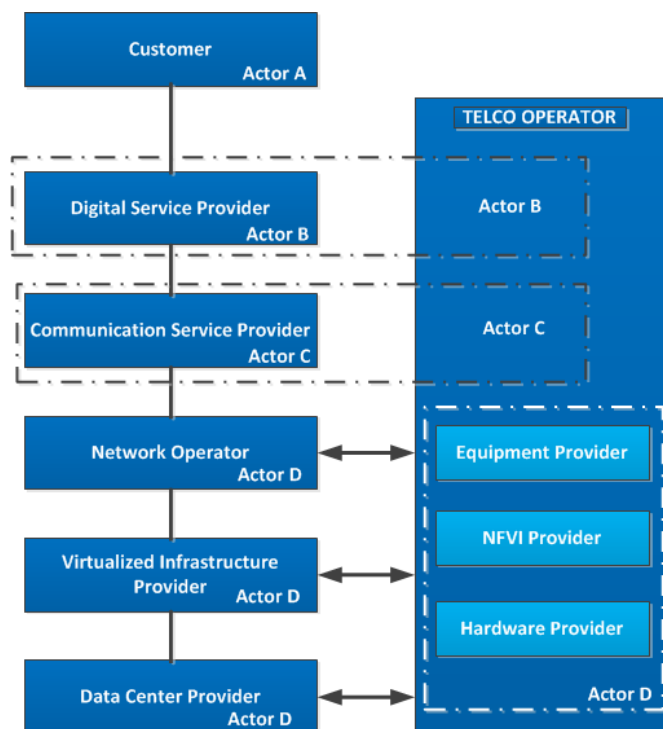 Customer
Actor A
TELCO OPERATOR
Digital Service Provider
Actor B
Actor B
Communication Service Provider
Actor C
Actor C
Network Operator
Actor D
Equipment Provider
Virtualized Infrastructure
Provider
Actor D
NFVI Provider
Hardware Provider
Data Center Provider
Actor D
Actor D